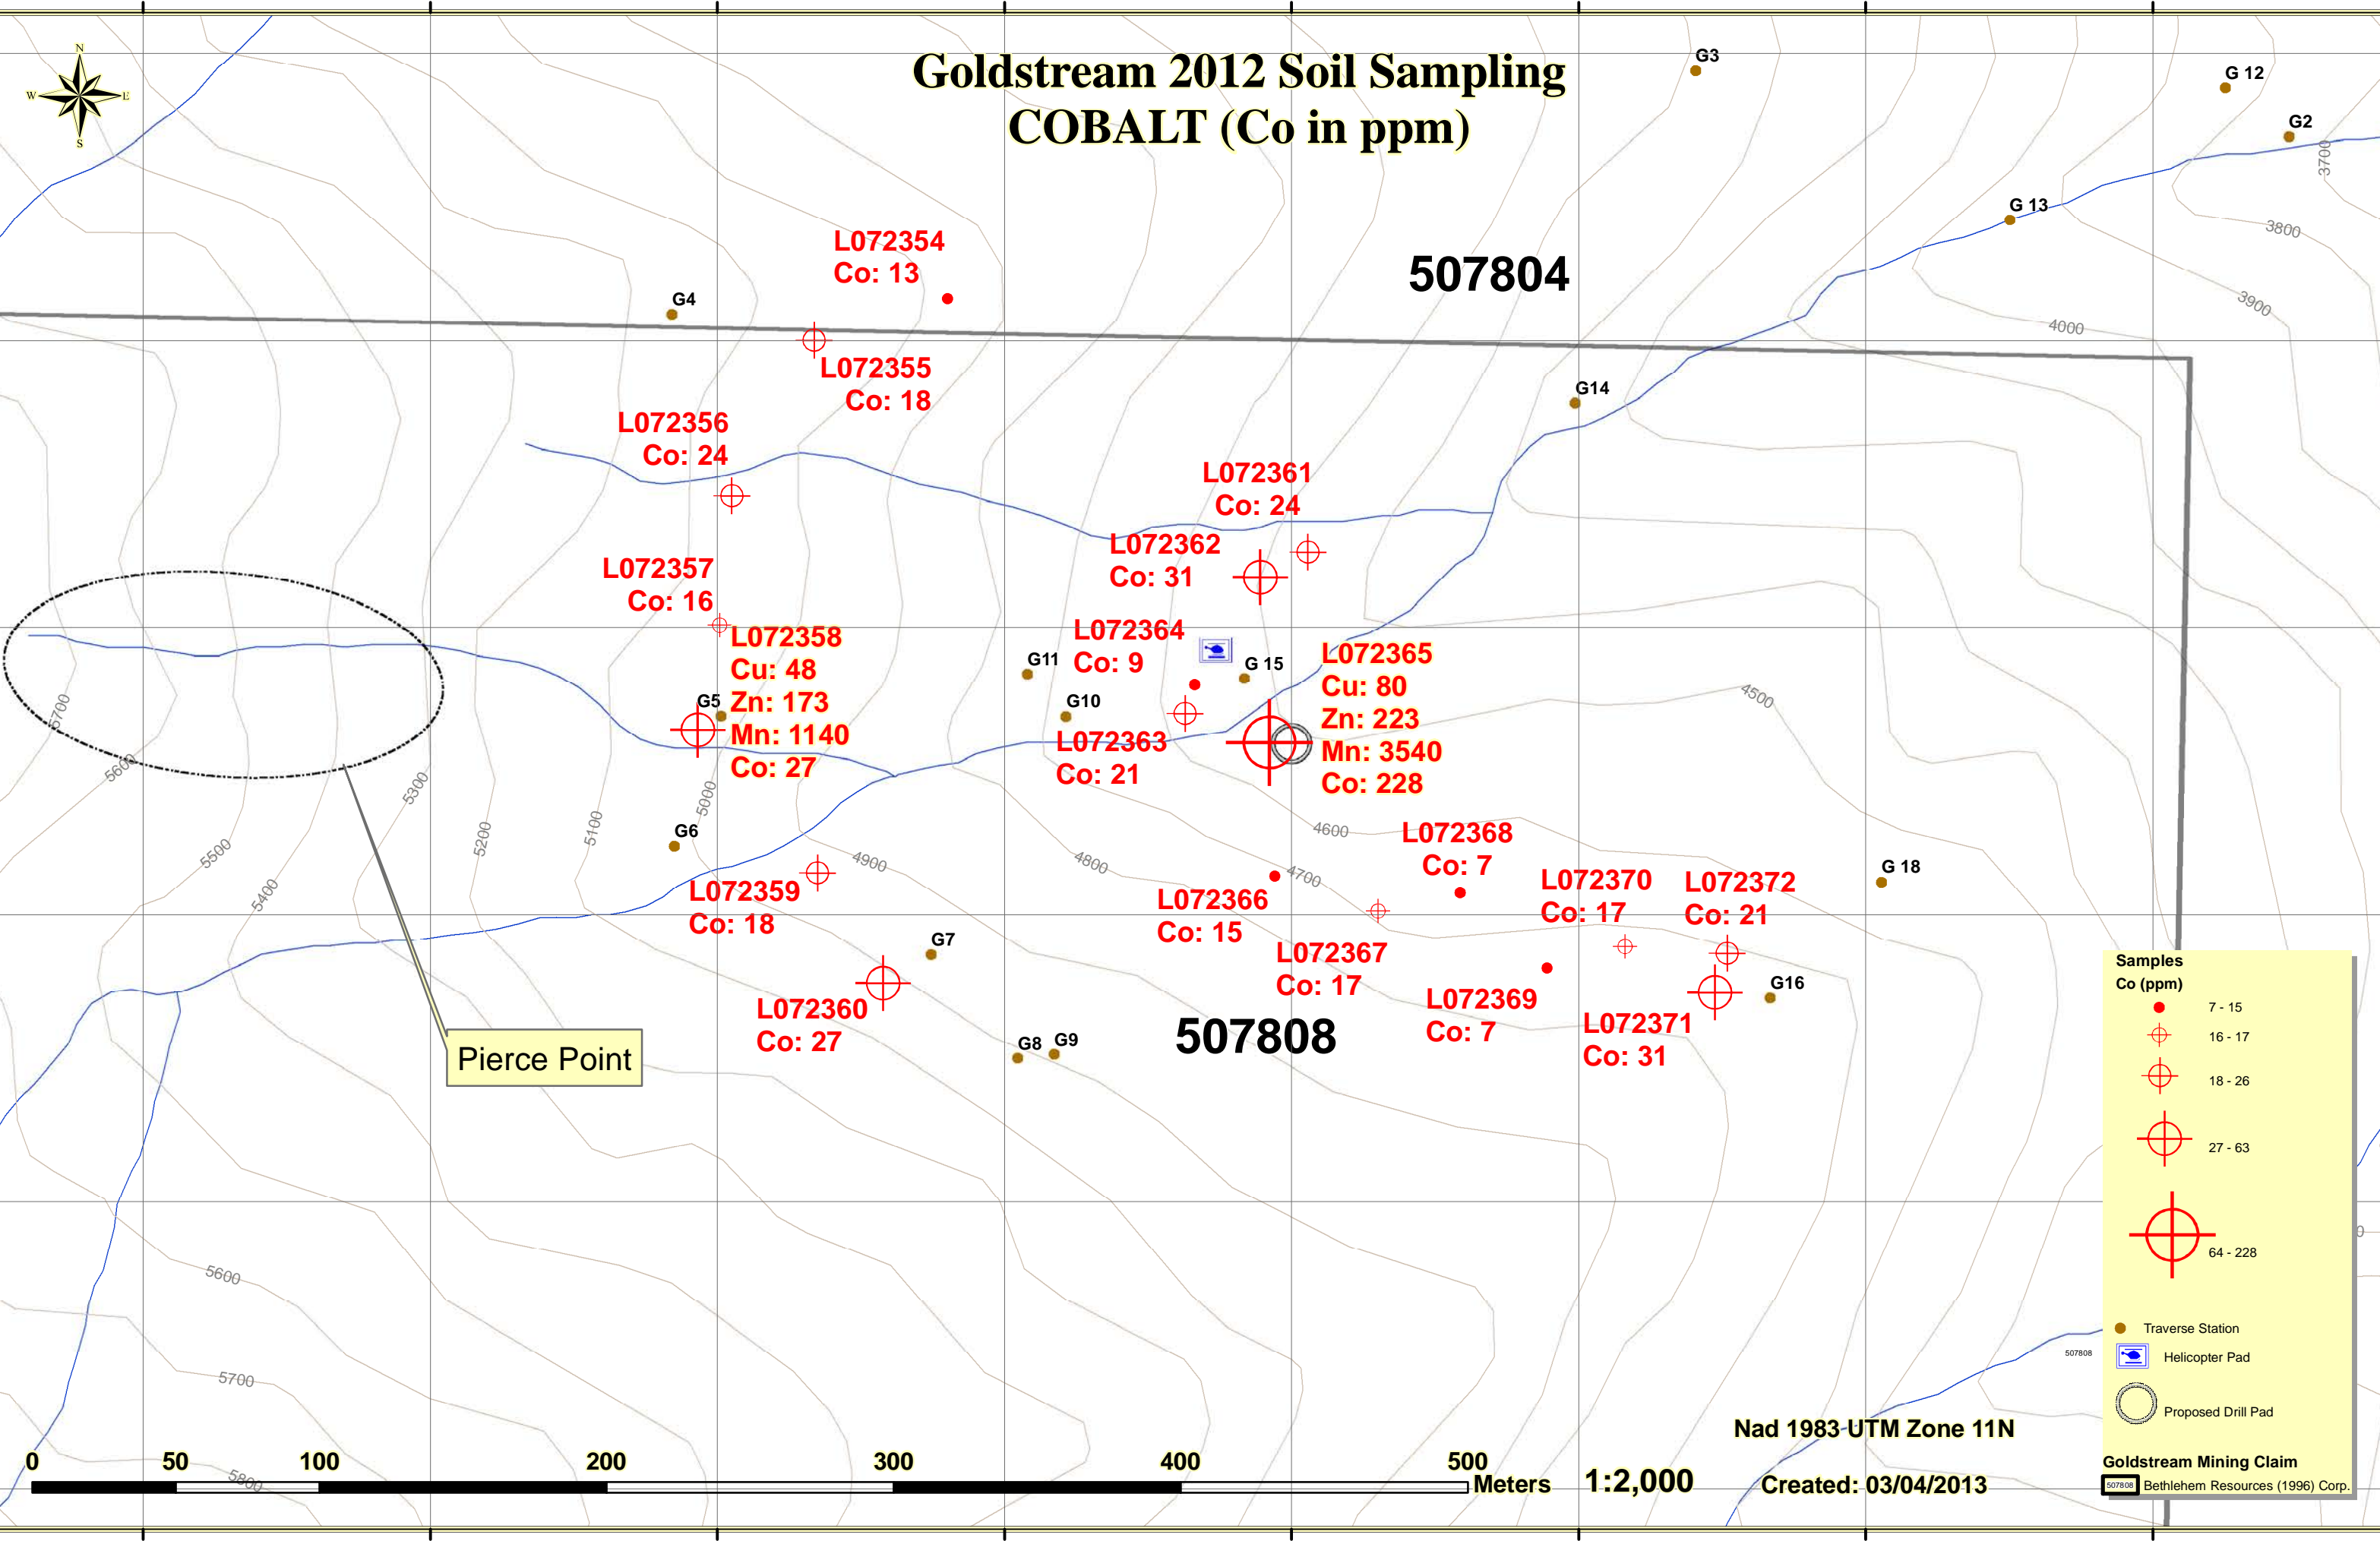 Goldstream 2012 Soil Sampling
COBALT (Co in ppm)
N
W
E
S
G3
G 12
G2
3700
G 13
3800
L072354
Co: 13
507804
G4
3900
4000
L072355
Co: 18
G14
L072356
Co: 24
L072361
Co: 24
L072362
Co: 31
L072357
Co: 16
L072358
Cu: 48
Zn: 173
Mn: 1140
Co: 27
L072364
Co: 9
G11
G 15
L072365
Cu: 80
Zn: 223
Mn: 3540
Co: 228
G5
G10
4500
5700
L072363
Co: 21
5600
5300
5000
5200
5100
G6
4600
L072368
Co: 7
5500
4900
4800
4700
G 18
5400
L072359
Co: 18
L072366
Co: 15
L072370
Co: 17
L072372
Co: 21
G7
L072367
Co: 17
G16
L072360
Co: 27
L072369
Co: 7
L072371
Co: 31
507808
G8
G9
Pierce Point
5600
5700
5800
Samples
Co (ppm)
7 - 15
16 - 17
18 - 26
27 - 63
64 - 228
Traverse Station
507808
Helicopter Pad
Proposed Drill Pad
Goldstream Mining Claim
507808
Bethlehem Resources (1996) Corp.
Nad 1983 UTM Zone 11N
0 50 100 200 300 400 500
Meters
1:2,000
Created: 03/04/2013